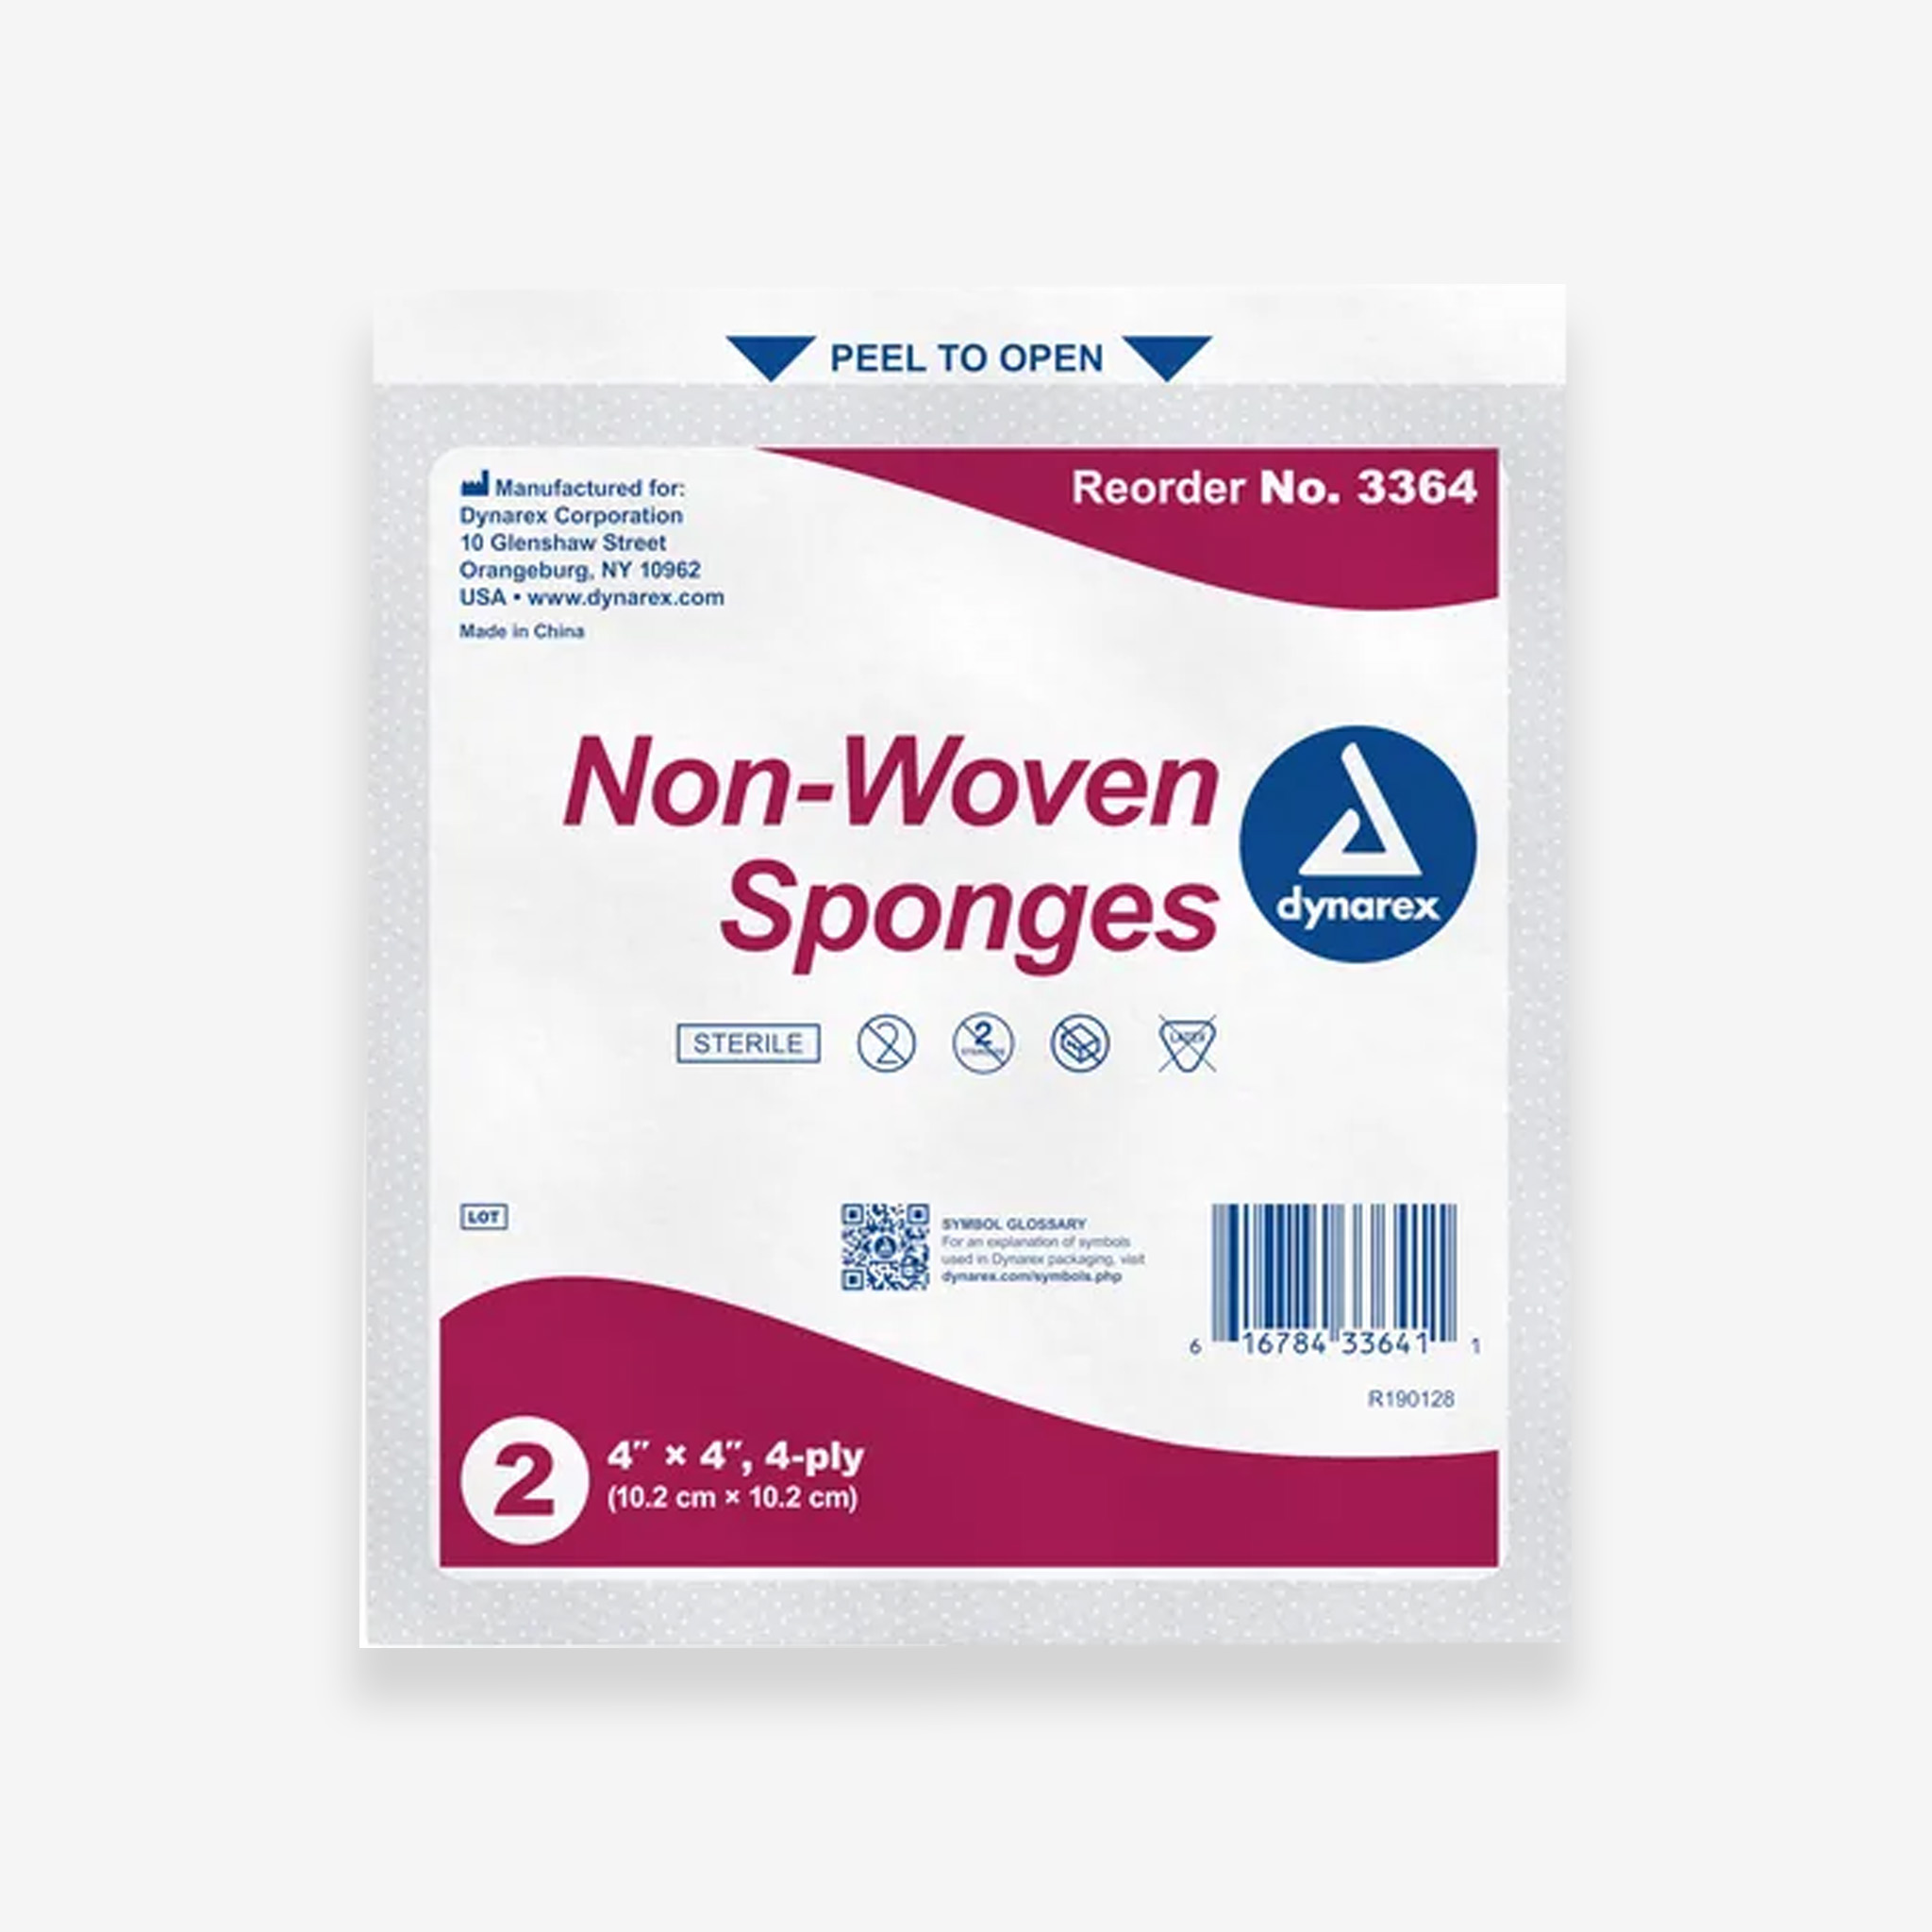 PEEL TO OPEN
Reorder No. 3364
Manufactured for:
Dynarex Corporation
10 Glenshaw Street
Orangeburg, NY 10962
USA • www.dynarex.com
Made in China
Non-Woven
Sponges
dynarex
STERILE
2
2
LATEX
LOT
SYMBOL GLOSSARY
For an explanation of symbols
used in Dynarex packaging, visit
dynarex.com/symbols.php
6 16784 33641 1
R190128
2
4″ × 4″, 4-ply
(10.2 cm × 10.2 cm)